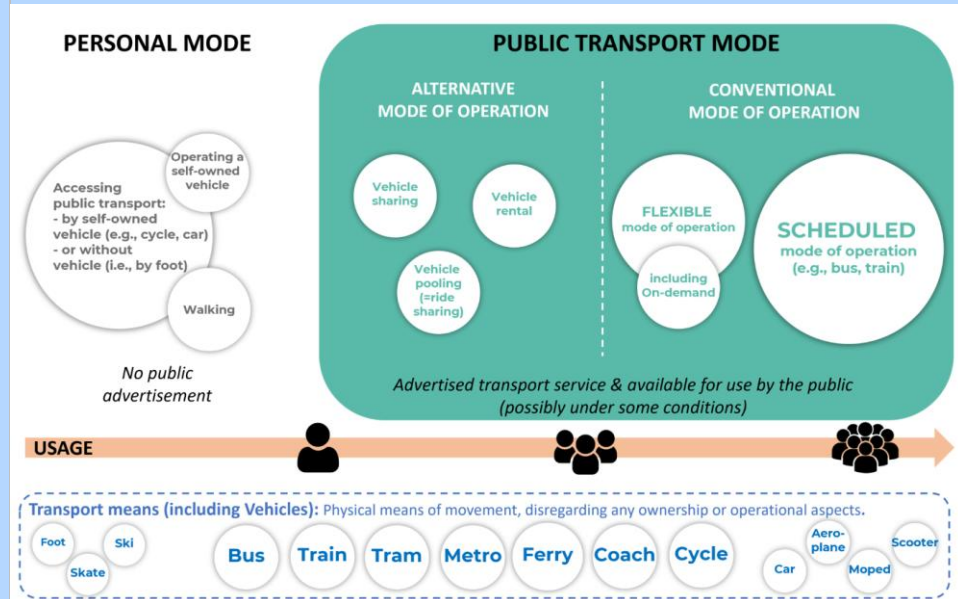 PERSONAL MODE
Accessing
public transport:
- by self-owned
vehicle (e.g., cycle, car)
- or without
vehicle (i.e., by foot)
Operating a
self-owned
vehicle
Walking
No public
advertisement
PUBLIC TRANSPORT MODE
ALTERNATIVE
MODE OF OPERATION
Vehicle
sharing
Vehicle
rental
Vehicle
pooling
(=ride
sharing)
CONVENTIONAL
MODE OF OPERATION
FLEXIBLE
mode of operation
including
On-demand
SCHEDULED
mode of operation
(e.g., bus, train)
Advertised transport service & available for use by the public
(possibly under some conditions)
USAGE
Transport means (including Vehicles): Physical means of movement, disregarding any ownership or operational aspects.
Foot
Skate
Ski
Bus
Train
Tram
Metro
Ferry
Coach
Cycle
Car
Aero-
plane
Moped
Scooter